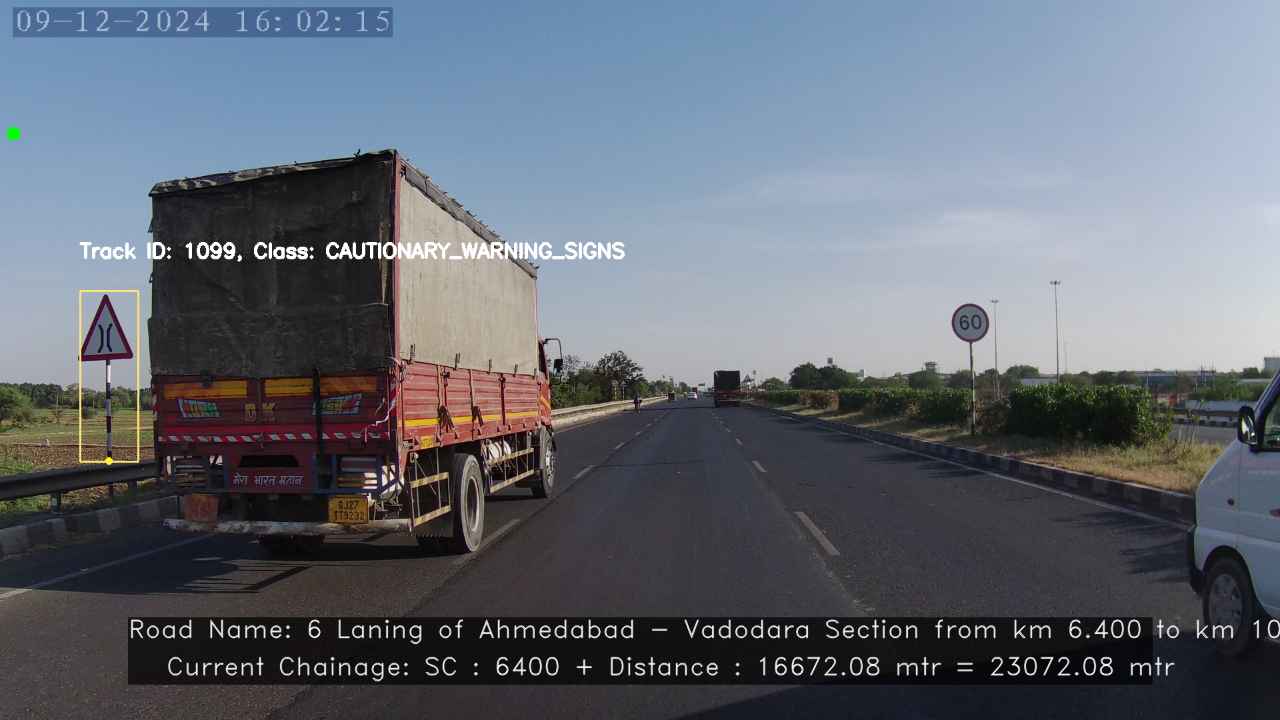 09-12-2024 16:02:15
Track ID: 1099, Class: CAUTIONARY_WARNING_SIGNS
60
DK
मेरा भारत महान
GJ27
Road Name: 6 Laning of Ahmedabad - Vadodara Section from km 6.400 to km 10
Current Chainage: SC : 6400 + Distance : 16672.08 mtr = 23072.08 mtr